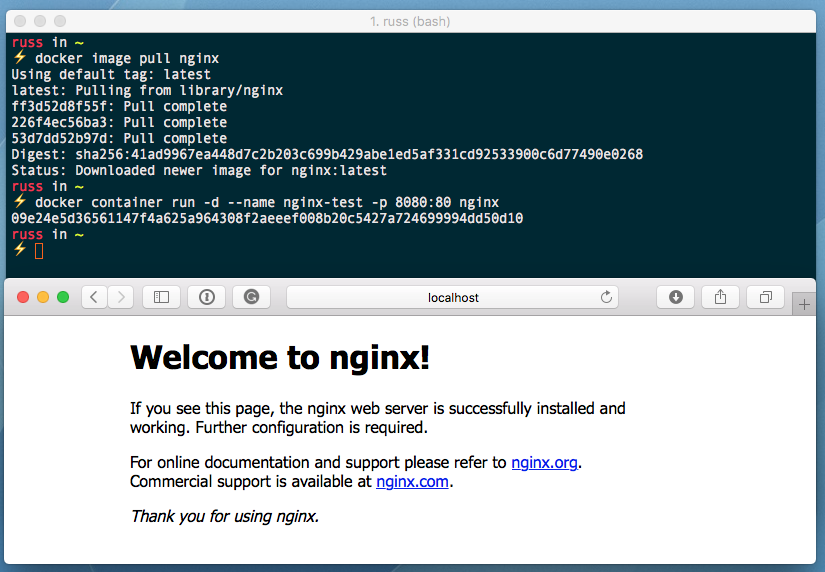 1. russ (bash)
russ in ~
⚡ docker image pull nginx
Using default tag: latest
latest: Pulling from library/nginx
ff3d52d8f55f: Pull complete
226f4ec56ba3: Pull complete
53d7dd52b97d: Pull complete
Digest: sha256:41ad9967ea448d7c2b203c699b429abe1ed5af331cd92533900c6d77490e0268
Status: Downloaded newer image for nginx:latest
russ in ~
⚡ docker container run -d --name nginx-test -p 8080:80 nginx
09e24e5d36561147f4a625a964308f2aeeef008b20c5427a724699994dd50d10
russ in ~
⚡
localhost
Welcome to nginx!
If you see this page, the nginx web server is successfully installed and
working. Further configuration is required.
For online documentation and support please refer to nginx.org.
Commercial support is available at nginx.com.
Thank you for using nginx.